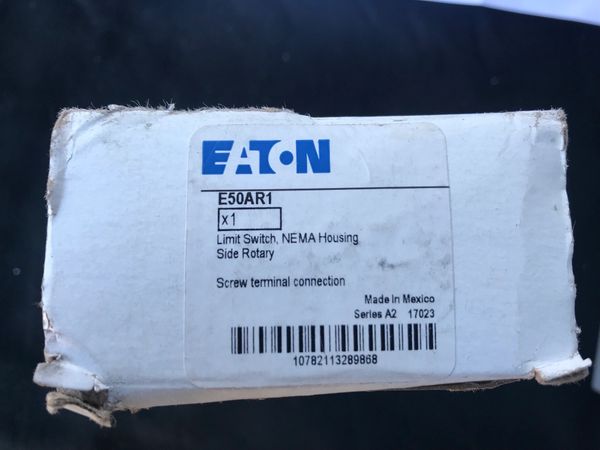 EATON
E50AR1
x1
Limit Switch, NEMA Housing
Side Rotary
Screw terminal connection
Made In Mexico
Series A2 17023
10782113289868